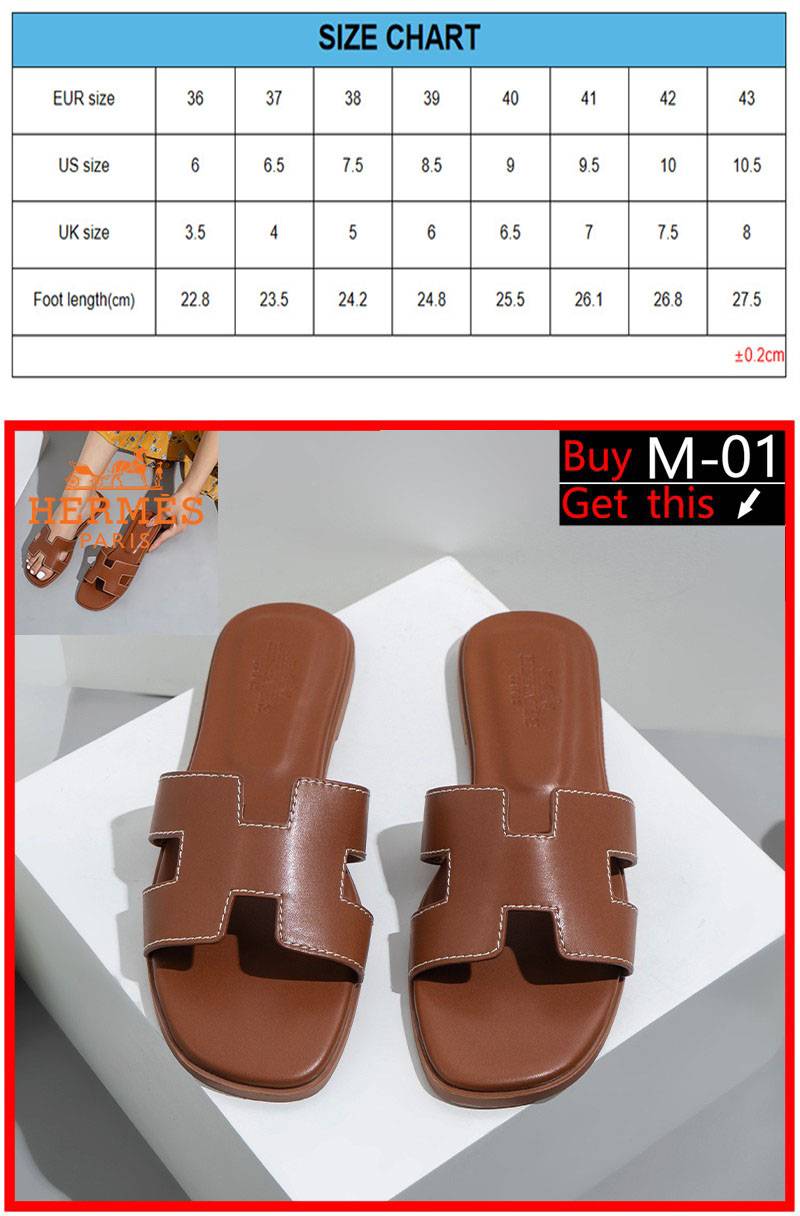 SIZE CHART
EUR size 36 37 38 39 40 41 42 43
US size 6 6.5 7.5 8.5 9 9.5 10 10.5
UK size 3.5 4 5 6 6.5 7 7.5 8
Foot length(cm) 22.8 23.5 24.2 24.8 25.5 26.1 26.8 27.5
±0.2cm
Buy M-01
Get this
HERMÈS
PARIS